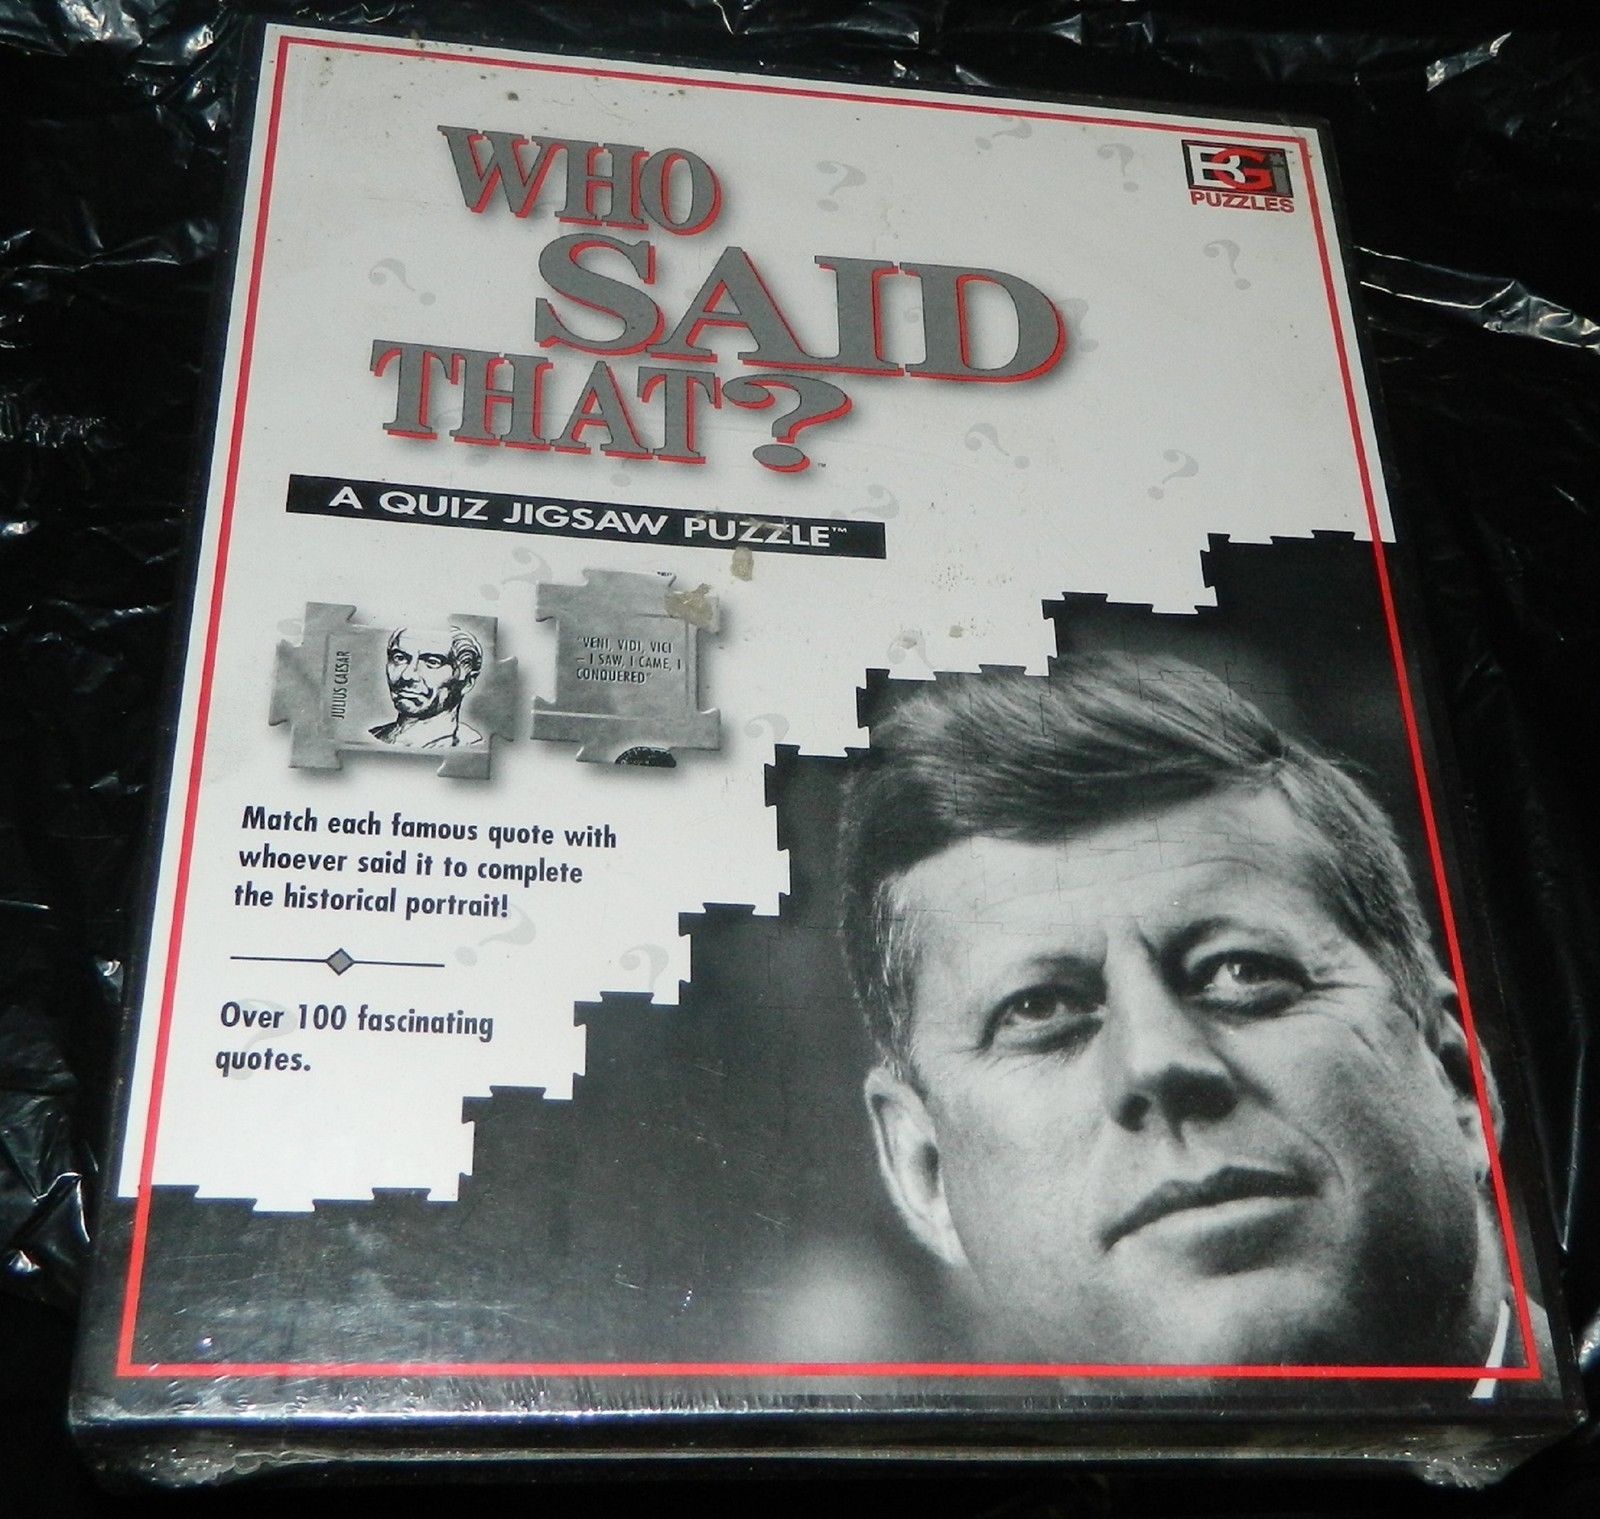 BGi
PUZZLES
WHO
SAID
THAT?™
A QUIZ JIGSAW PUZZLE™
JULIUS CAESAR
"VENI, VIDI, VICI
– I SAW, I CAME, I
CONQUERED"
Match each famous quote with
whoever said it to complete
the historical portrait!
Over 100 fascinating
quotes.